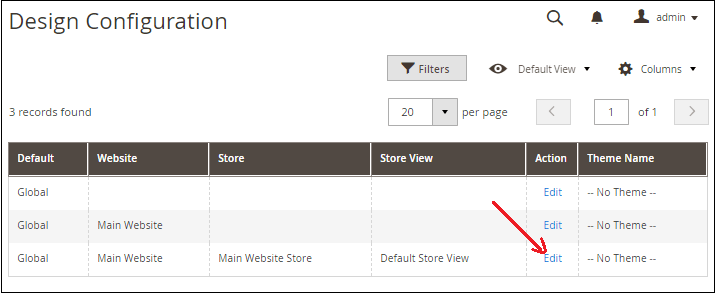 Design Configuration
admin
Filters
Default View
Columns
3 records found
20 per page
1 of 1
Default Website Store Store View Action Theme Name
Global Edit -- No Theme --
Global Main Website Edit -- No Theme --
Global Main Website Main Website Store Default Store View Edit -- No Theme --